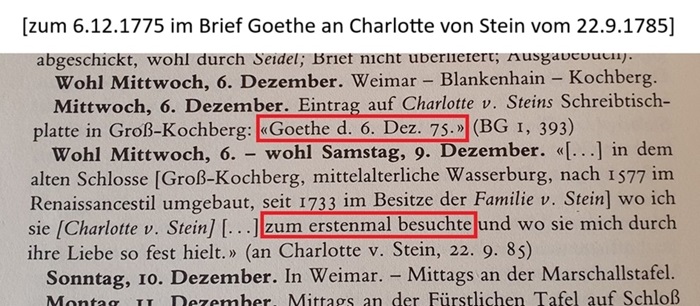 [zum 6.12.1775 im Brief Goethe an Charlotte von Stein vom 22.9.1785]
abgeschickt, wohl durch Seidel; Brief nicht überliefert; Ausgabebuch).
Wohl Mittwoch, 6. Dezember. Weimar – Blankenhain – Kochberg.
Mittwoch, 6. Dezember. Eintrag auf Charlotte v. Steins Schreibtisch-
platte in Groß-Kochberg: «Goethe d. 6. Dez. 75.» (BG 1, 393)
Wohl Mittwoch, 6. – wohl Samstag, 9. Dezember. «[...] in dem
alten Schlosse [Groß-Kochberg, mittelalterliche Wasserburg, nach 1577 im
Renaissancestil umgebaut, seit 1733 im Besitze der Familie v. Stein] wo ich
sie [Charlotte v. Stein] [...] zum erstenmal besuchte und wo sie mich durch
ihre Liebe so fest hielt.» (an Charlotte v. Stein, 22. 9. 85)
Sonntag, 10. Dezember. In Weimar. – Mittags an der Marschallstafel.
Montag, 11. Dezember. Mittags an der Fürstlichen Tafel auf Schloß